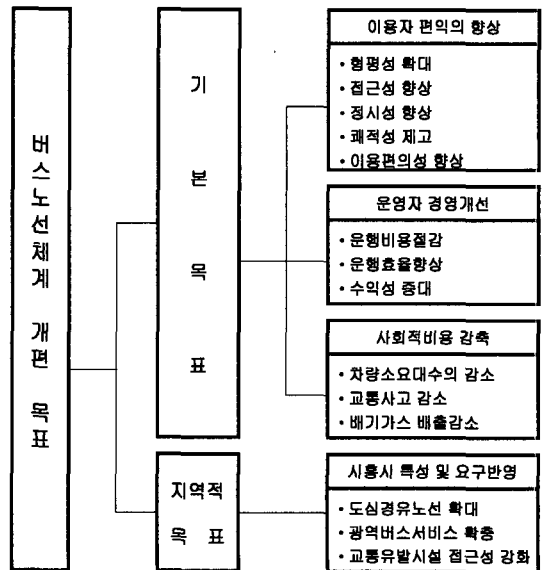 버스노선체계 개편 목표
기본목표
이용자 편익의 향상
• 형평성 확대
• 접근성 향상
• 정시성 향상
• 쾌적성 제고
• 이용편의성 향상
운영자 경영개선
• 운행비용절감
• 운행효율향상
• 수익성 증대
사회적비용 감축
• 차량소요대수의 감소
• 교통사고 감소
• 배기가스 배출감소
지역적
목 표
시흥시 특성 및 요구반영
• 도심경유노선 확대
• 광역버스서비스 확충
• 교통유발시설 접근성 강화